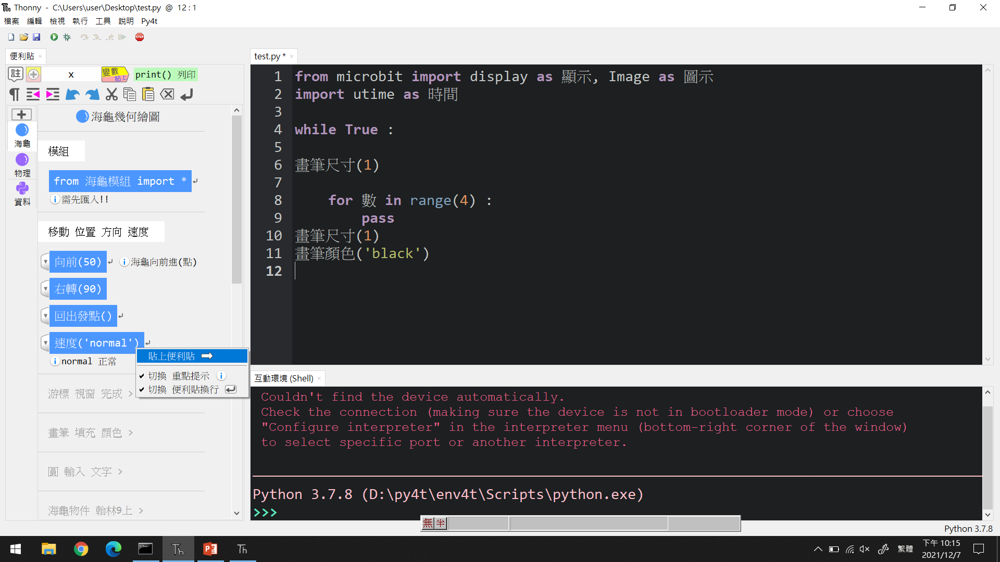 Thonny - C:\Users\user\Desktop\test.py @ 12:1
檔案 編輯 檢視 執行 工具 說明 Py4t
便利貼
註 x 變數 貼上 print() 列印
海龜
物理
資料
海龜幾何繪圖
模組
from 海龜模組 import *
需先匯入!!
移動 位置 方向 速度
向前(50) 海龜向前進(點)
右轉(90)
回出發點()
速度('normal')
normal 正常
貼上便利貼
切換 重點提示
切換 便利貼換行
游標 視窗 完成 >
畫筆 填充 顏色 >
圓 輸入 文字 >
海龜物件 翰林9上 >
test.py *
1 from microbit import display as 顯示, Image as 圖示
2 import utime as 時間
3
4 while True :
5
6 畫筆尺寸(1)
7
8 for 數 in range(4) :
9 pass
10 畫筆尺寸(1)
11 畫筆顏色('black')
12
互動環境 (Shell)
Couldn't find the device automatically.
Check the connection (making sure the device is not in bootloader mode) or choose
"Configure interpreter" in the interpreter menu (bottom-right corner of the window)
to select specific port or another interpreter.
Python 3.7.8 (D:\py4t\env4t\Scripts\python.exe)
>>>
無 半
Python 3.7.8
繁體
下午 10:15
2021/12/7